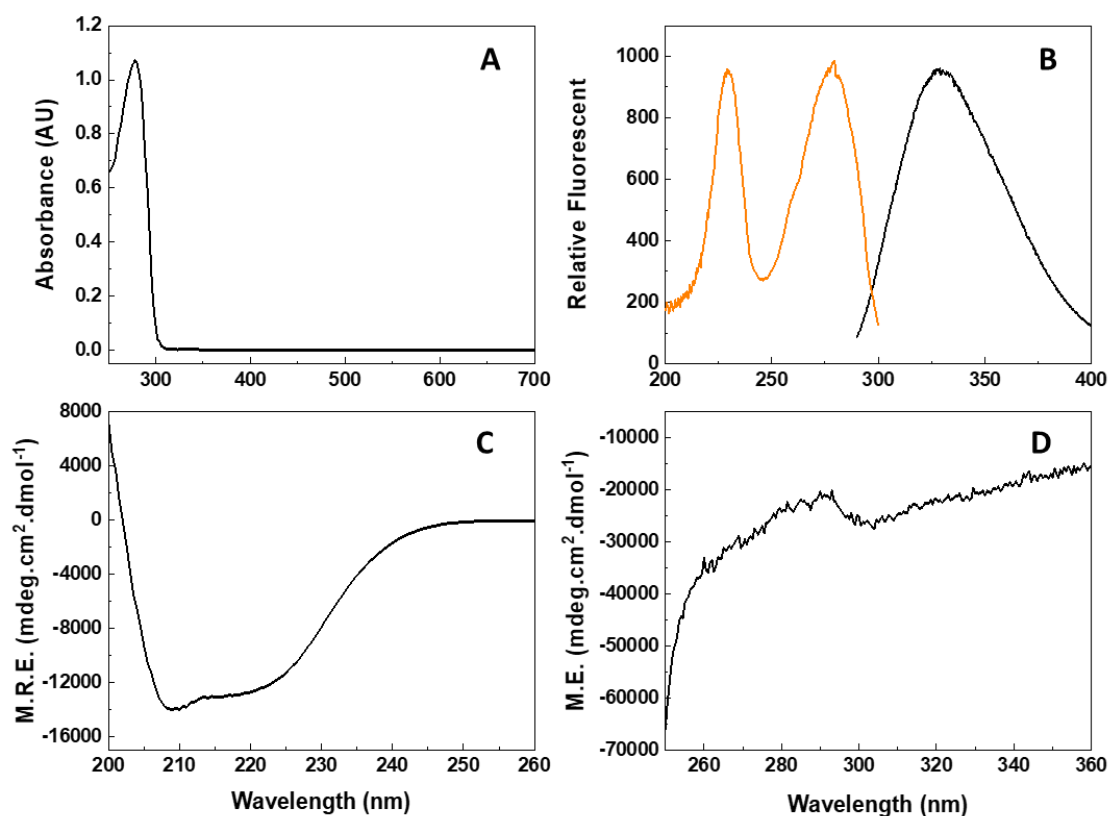 A
Absorbance (AU)
1.2
1.0
0.8
0.6
0.4
0.2
0.0
300 400 500 600 700
B
Relative Fluorescent
1000
800
600
400
200
0
200 250 300 350 400
C
M.R.E. (mdeg.cm².dmol⁻¹)
8000
4000
0
-4000
-8000
-12000
-16000
200 210 220 230 240 250 260
Wavelength (nm)
D
M.E. (mdeg.cm².dmol⁻¹)
-10000
-20000
-30000
-40000
-50000
-60000
-70000
260 280 300 320 340 360
Wavelength (nm)